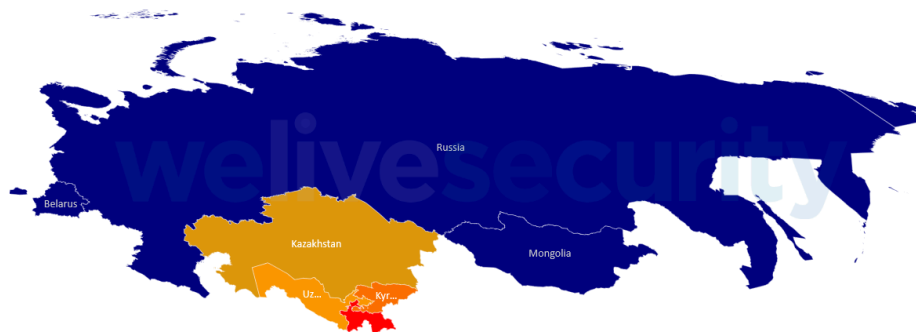 Russia
welivesecurity
Belarus
Kazakhstan
Mongolia
Uz...
Kyr...